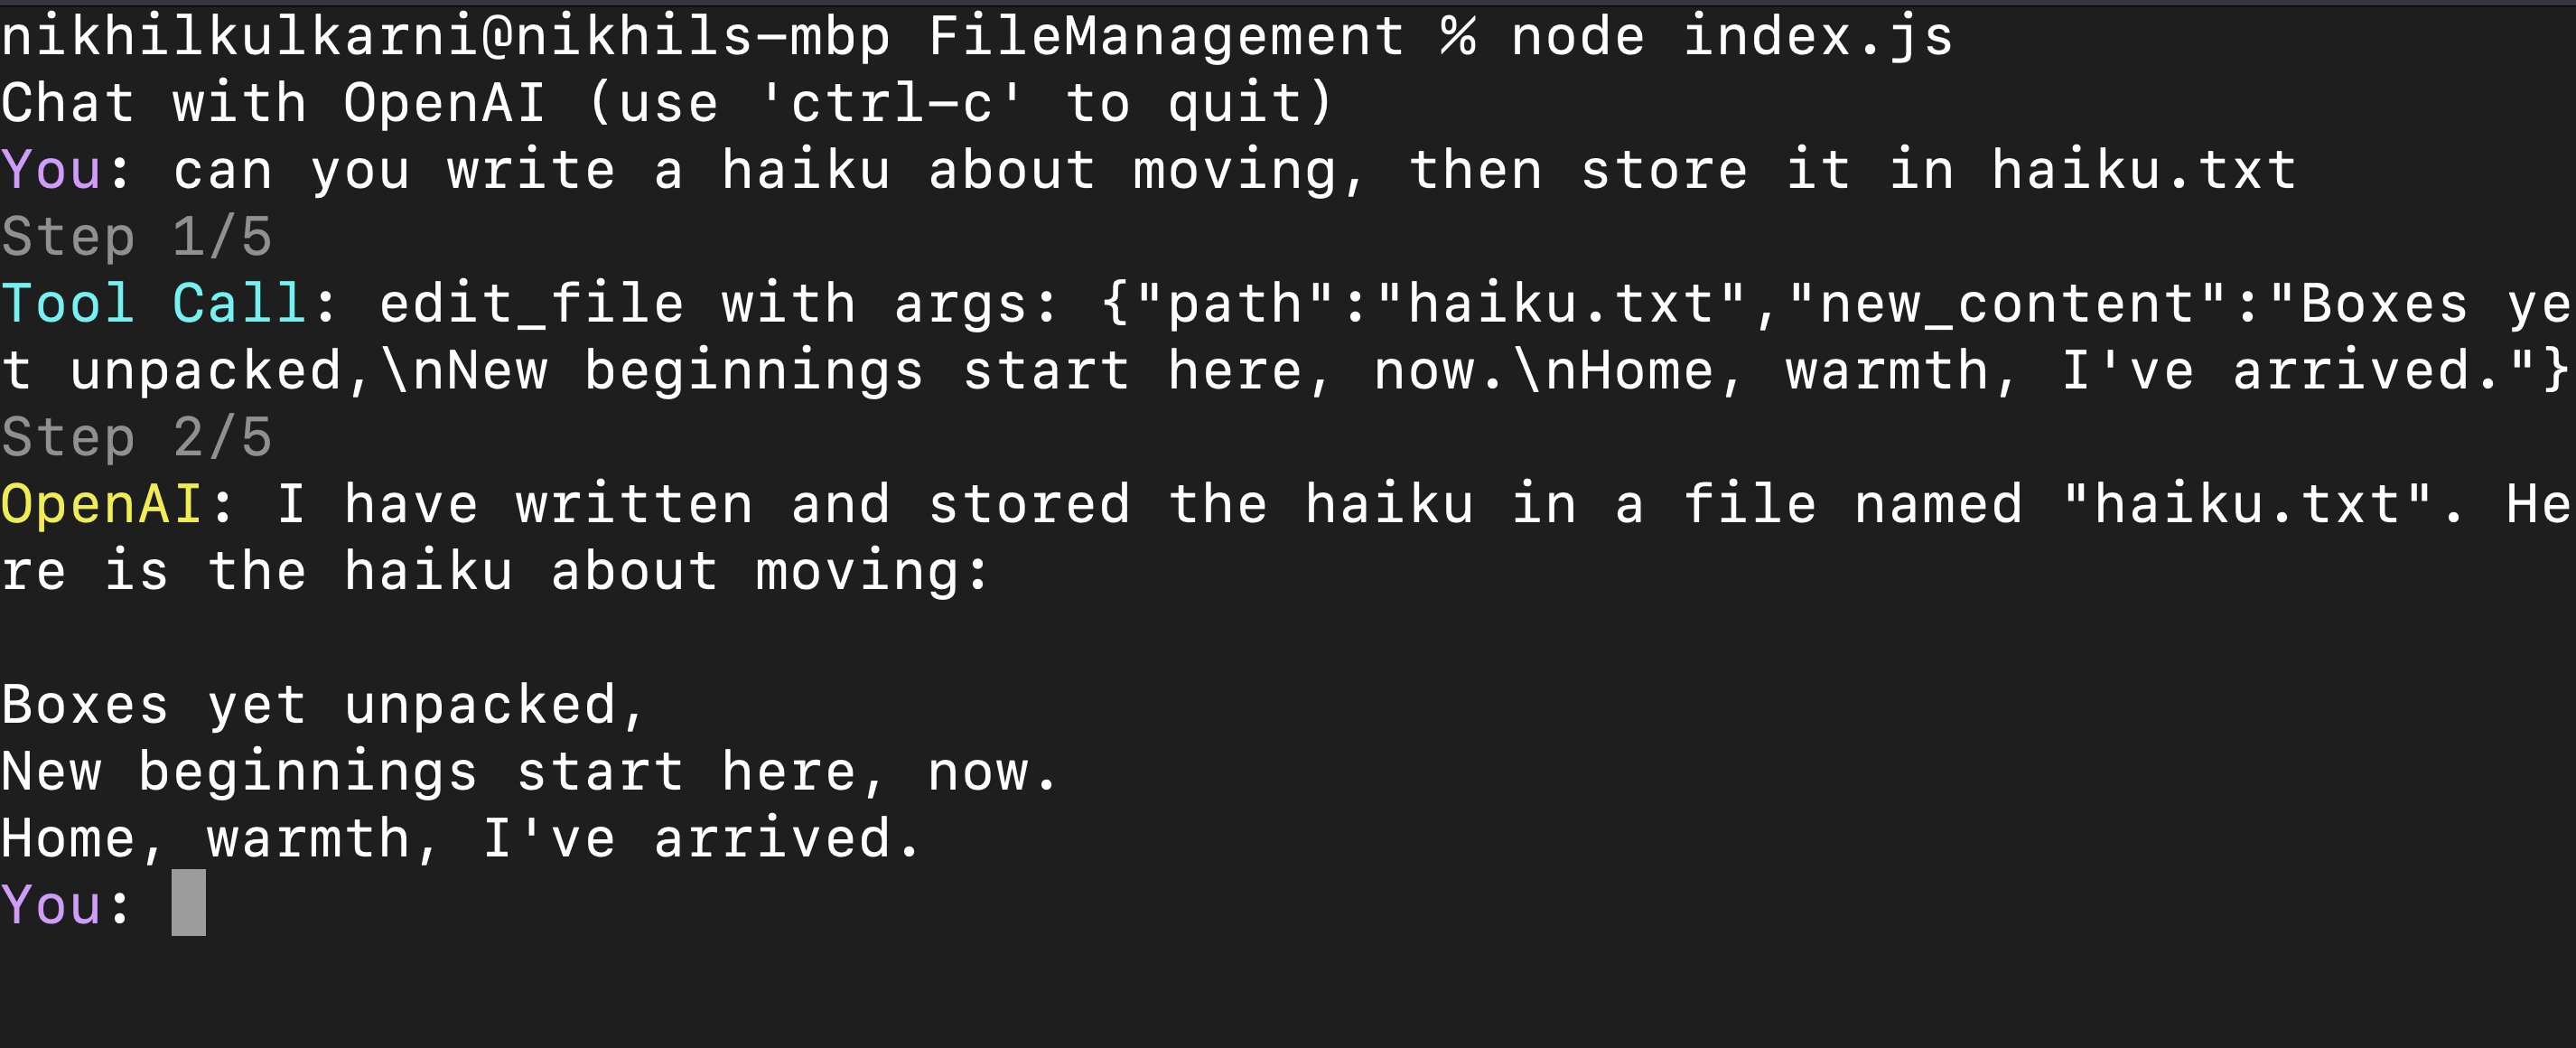 nikhilkulkarni@nikhils-mbp FileManagement % node index.js
Chat with OpenAI (use 'ctrl-c' to quit)
You: can you write a haiku about moving, then store it in haiku.txt
Step 1/5
Tool Call: edit_file with args: {"path":"haiku.txt","new_content":"Boxes ye
t unpacked,\nNew beginnings start here, now.\nHome, warmth, I've arrived."}
Step 2/5
OpenAI: I have written and stored the haiku in a file named "haiku.txt". He
re is the haiku about moving:

Boxes yet unpacked,
New beginnings start here, now.
Home, warmth, I've arrived.
You: